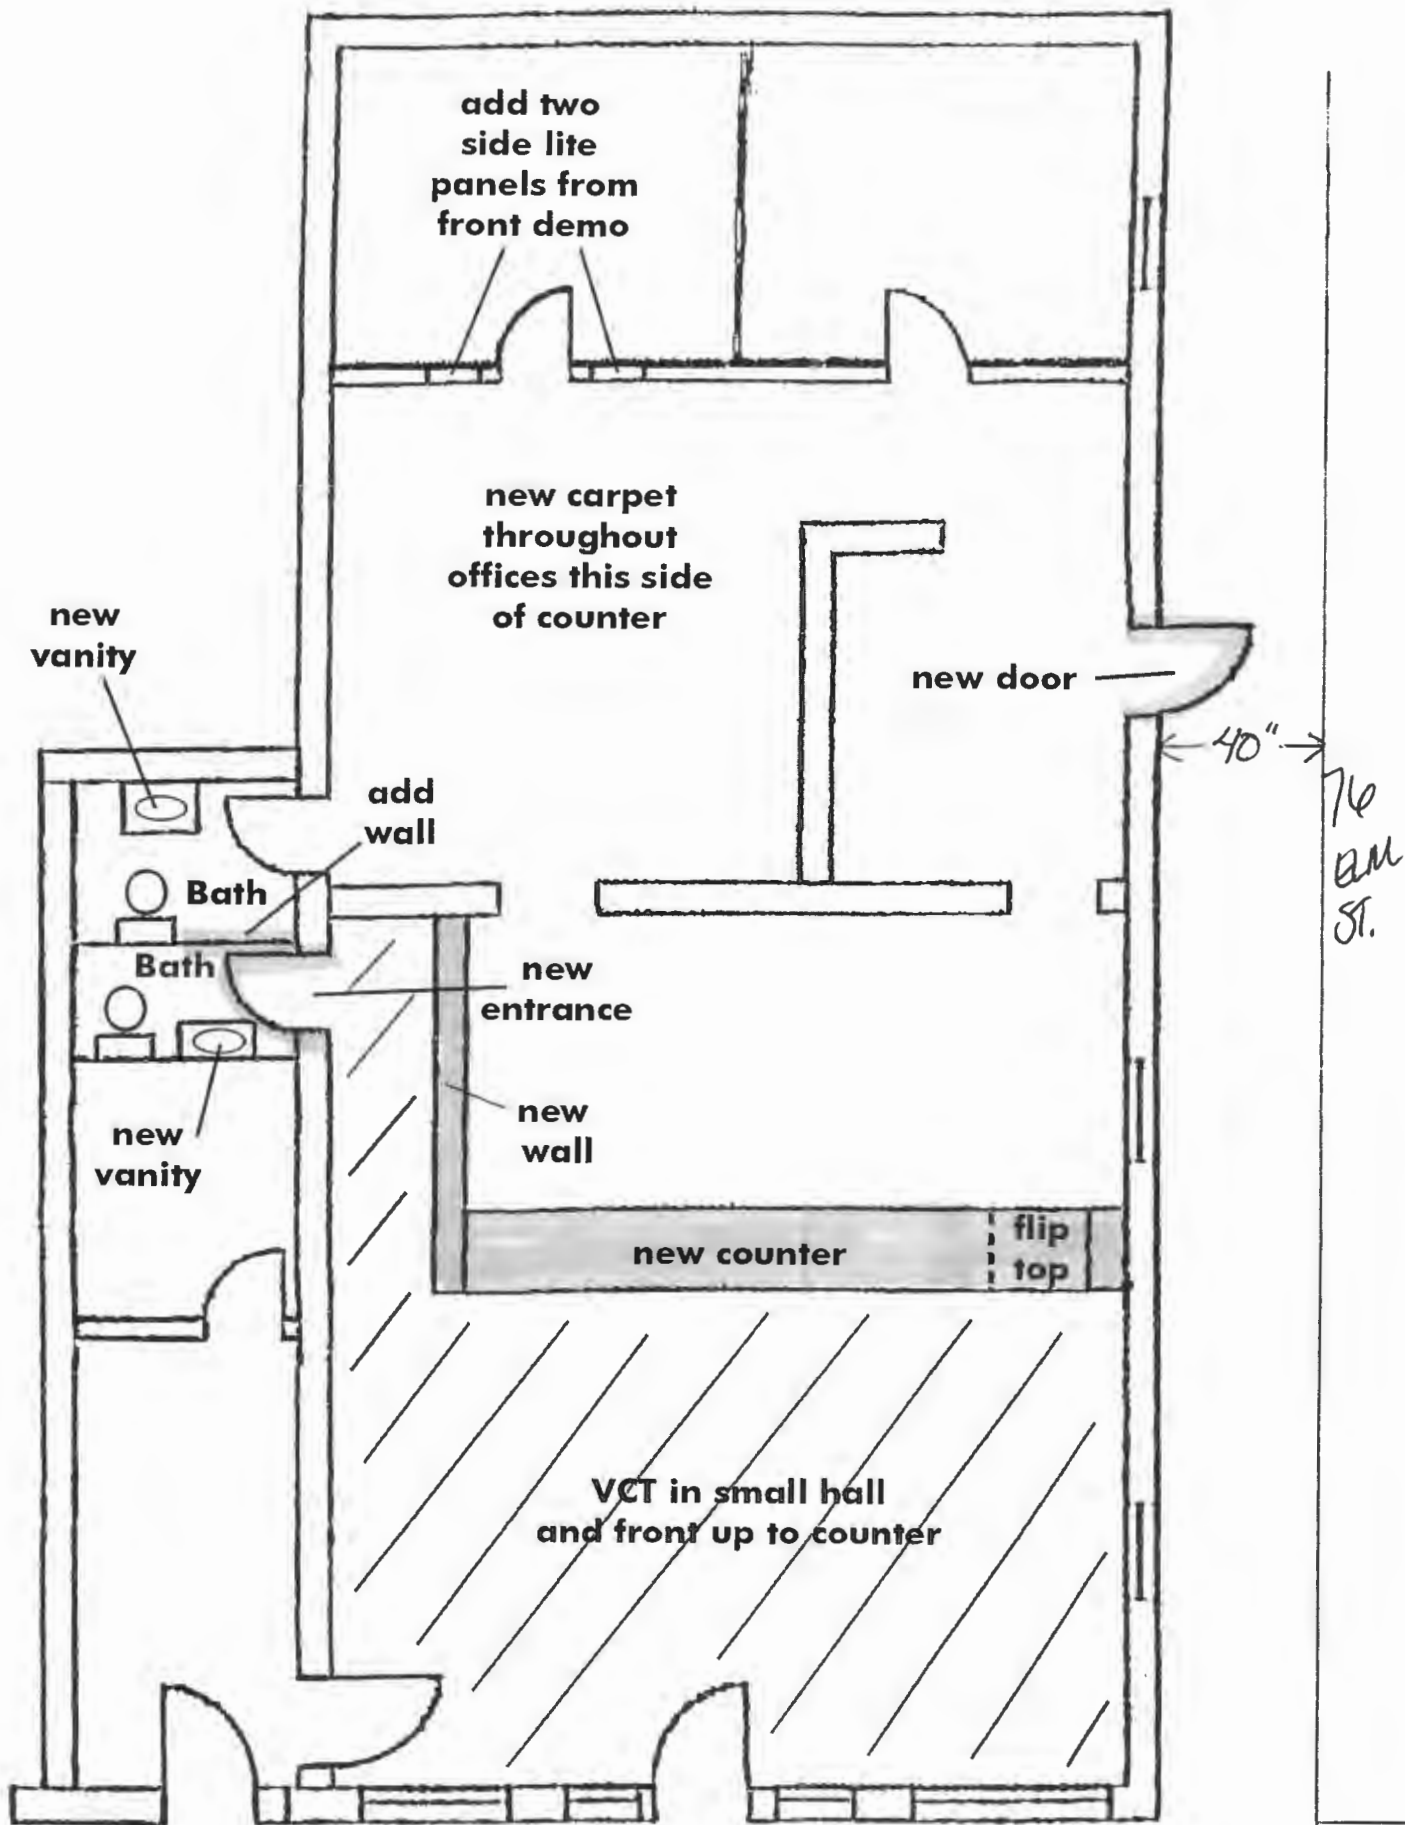 add two
side lite
panels from
front demo
new carpet
throughout
offices this side
of counter
new
vanity
new door
40"
76
ELM
ST.
add
wall
Bath
Bath
new
entrance
new
wall
new
vanity
new counter
flip
top
VCT in small hall
and front up to counter